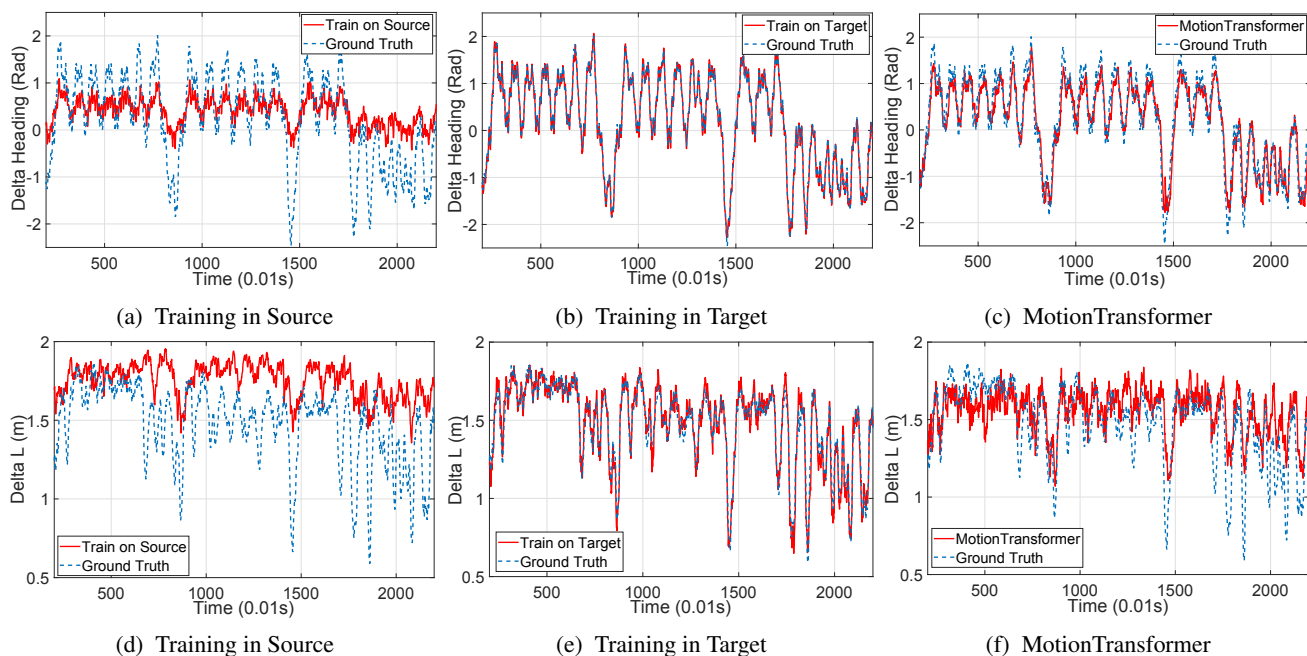 Delta Heading (Rad)
2
1
0
-1
-2
Train on Source
Ground Truth
500
1000
1500
2000
Time (0.01s)
(a) Training in Source
Delta Heading (Rad)
2
1
0
-1
-2
Train on Target
Ground Truth
500
1000
1500
2000
Time (0.01s)
(b) Training in Target
Delta Heading (Rad)
2
1
0
-1
-2
MotionTransformer
Ground Truth
500
1000
1500
2000
Time (0.01s)
(c) MotionTransformer
Delta L (m)
2
1.5
1
0.5
Train on Source
Ground Truth
500
1000
1500
2000
Time (0.01s)
(d) Training in Source
Delta L (m)
2
1.5
1
0.5
Train on Target
Ground Truth
500
1000
1500
2000
Time (0.01s)
(e) Training in Target
Delta L (m)
2
1.5
1
0.5
MotionTransformer
Ground Truth
500
1000
1500
2000
Time (0.01s)
(f) MotionTransformer